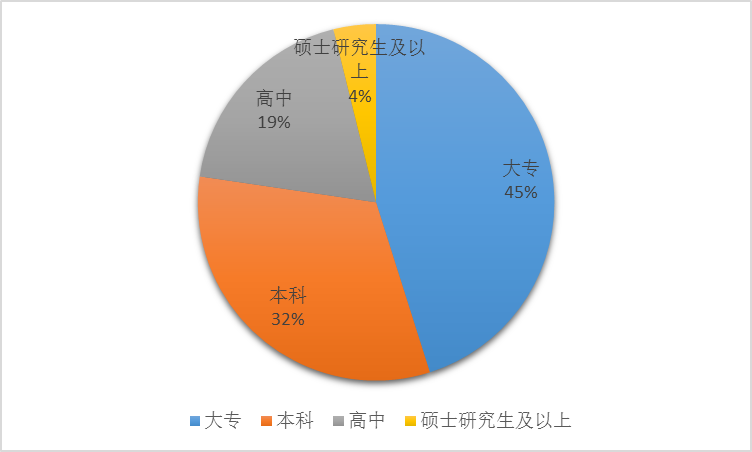 硕士研究生及以
上
4%
高中
19%
大专
45%
本科
32%
大专 本科 高中 硕士研究生及以上